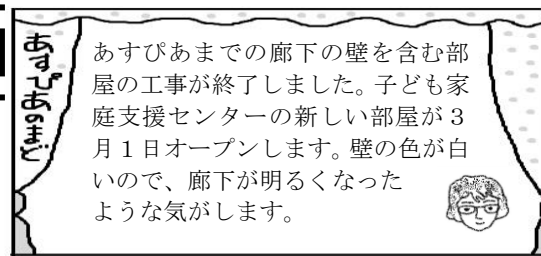 あすぴあのまど
あすぴあまでの廊下の壁を含む部
屋の工事が終了しました。子ども家
庭支援センターの新しい部屋が３
月１日オープンします。壁の色が白
いので、廊下が明るくなった
ような気がします。